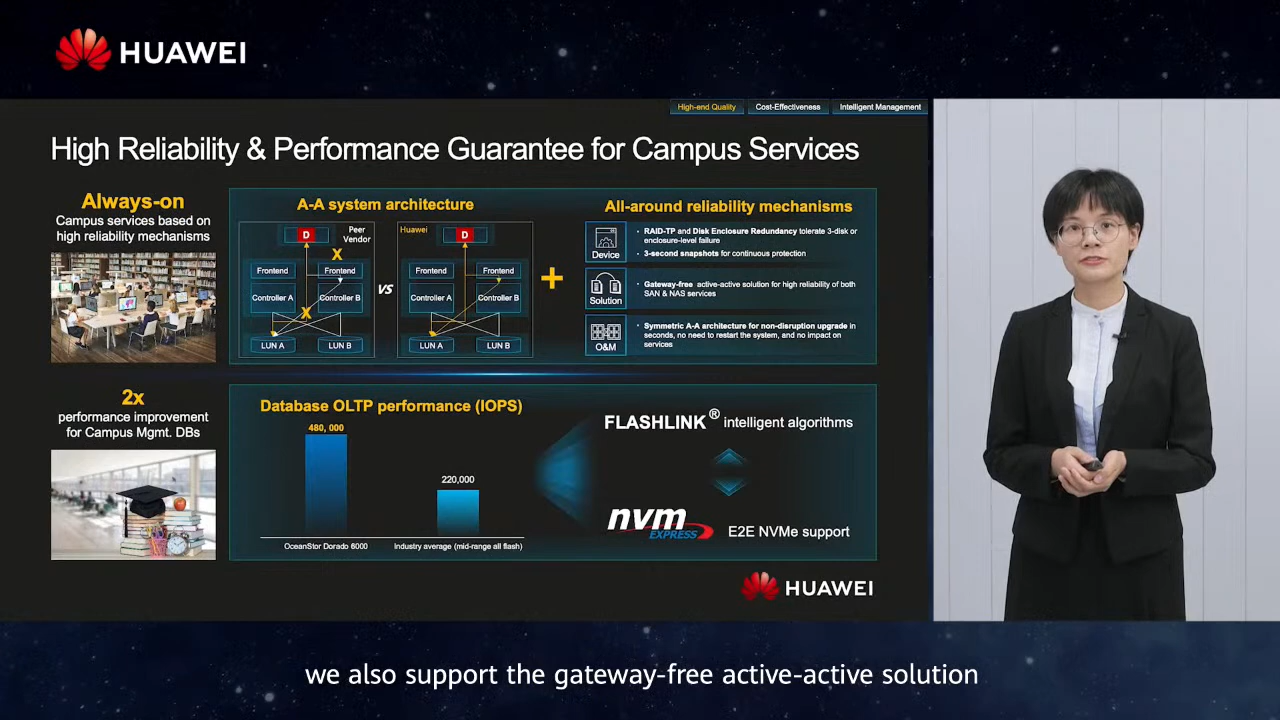 HUAWEI
High-end Quality
Cost-Effectiveness
Intelligent Management
High Reliability & Performance Guarantee for Campus Services
Always-on
Campus services based on
high reliability mechanisms
A-A system architecture
D
Peer
Vendor
X
Frontend
Frontend
Controller A
Controller B
X
LUN A
LUN B
VS
Huawei
D
Frontend
Frontend
Controller A
Controller B
LUN A
LUN B
+
All-around reliability mechanisms
Device
• RAID-TP and Disk Enclosure Redundancy tolerate 3-disk or
enclosure-level failure
• 3-second snapshots for continuous protection
Solution
• Gateway-free active-active solution for high reliability of both
SAN & NAS services
O&M
• Symmetric A-A architecture for non-disruption upgrade in
seconds, no need to restart the system, and no impact on
services
2x
performance improvement
for Campus Mgmt. DBs
Database OLTP performance (IOPS)
480, 000
220,000
OceanStor Dorado 6000
Industry average (mid-range all flash)
FLASHLINK® intelligent algorithms
nvm
EXPRESS
E2E NVMe support
HUAWEI
we also support the gateway-free active-active solution